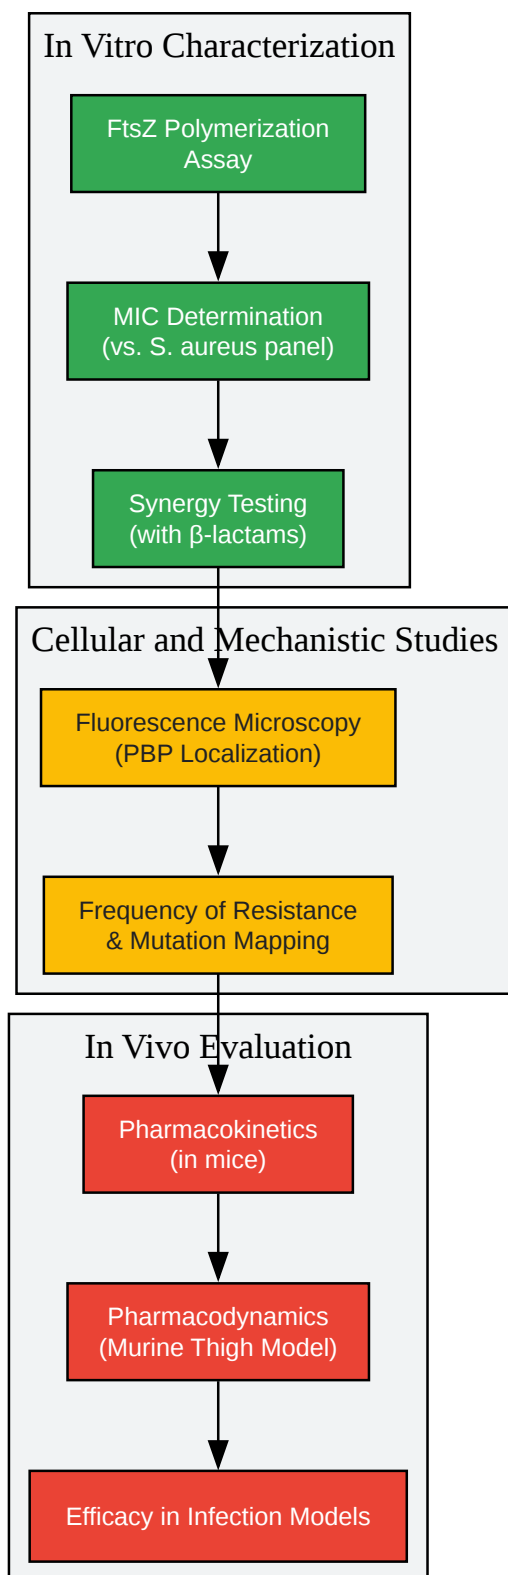 In Vitro Characterization
FtsZ Polymerization
Assay
MIC Determination
(vs. S. aureus panel)
Synergy Testing
(with β-lactams)
Cellular and Mechanistic Studies
Fluorescence Microscopy
(PBP Localization)
Frequency of Resistance
& Mutation Mapping
In Vivo Evaluation
Pharmacokinetics
(in mice)
Pharmacodynamics
(Murine Thigh Model)
Efficacy in Infection Models